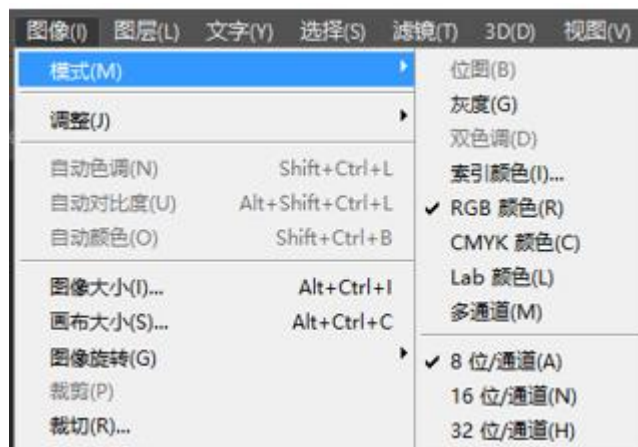 图像(I) 图层(L) 文字(Y) 选择(S) 滤镜(T) 3D(D) 视图(V)
模式(M)
调整(J)
自动色调(N) Shift+Ctrl+L
自动对比度(U) Alt+Shift+Ctrl+L
自动颜色(O) Shift+Ctrl+B
图像大小(I)... Alt+Ctrl+I
画布大小(S)... Alt+Ctrl+C
图像旋转(G)
裁剪(P)
裁切(R)...
位图(B)
灰度(G)
双色调(D)
索引颜色(I)...
RGB 颜色(R)
CMYK 颜色(C)
Lab 颜色(L)
多通道(M)
8 位/通道(A)
16 位/通道(N)
32 位/通道(H)